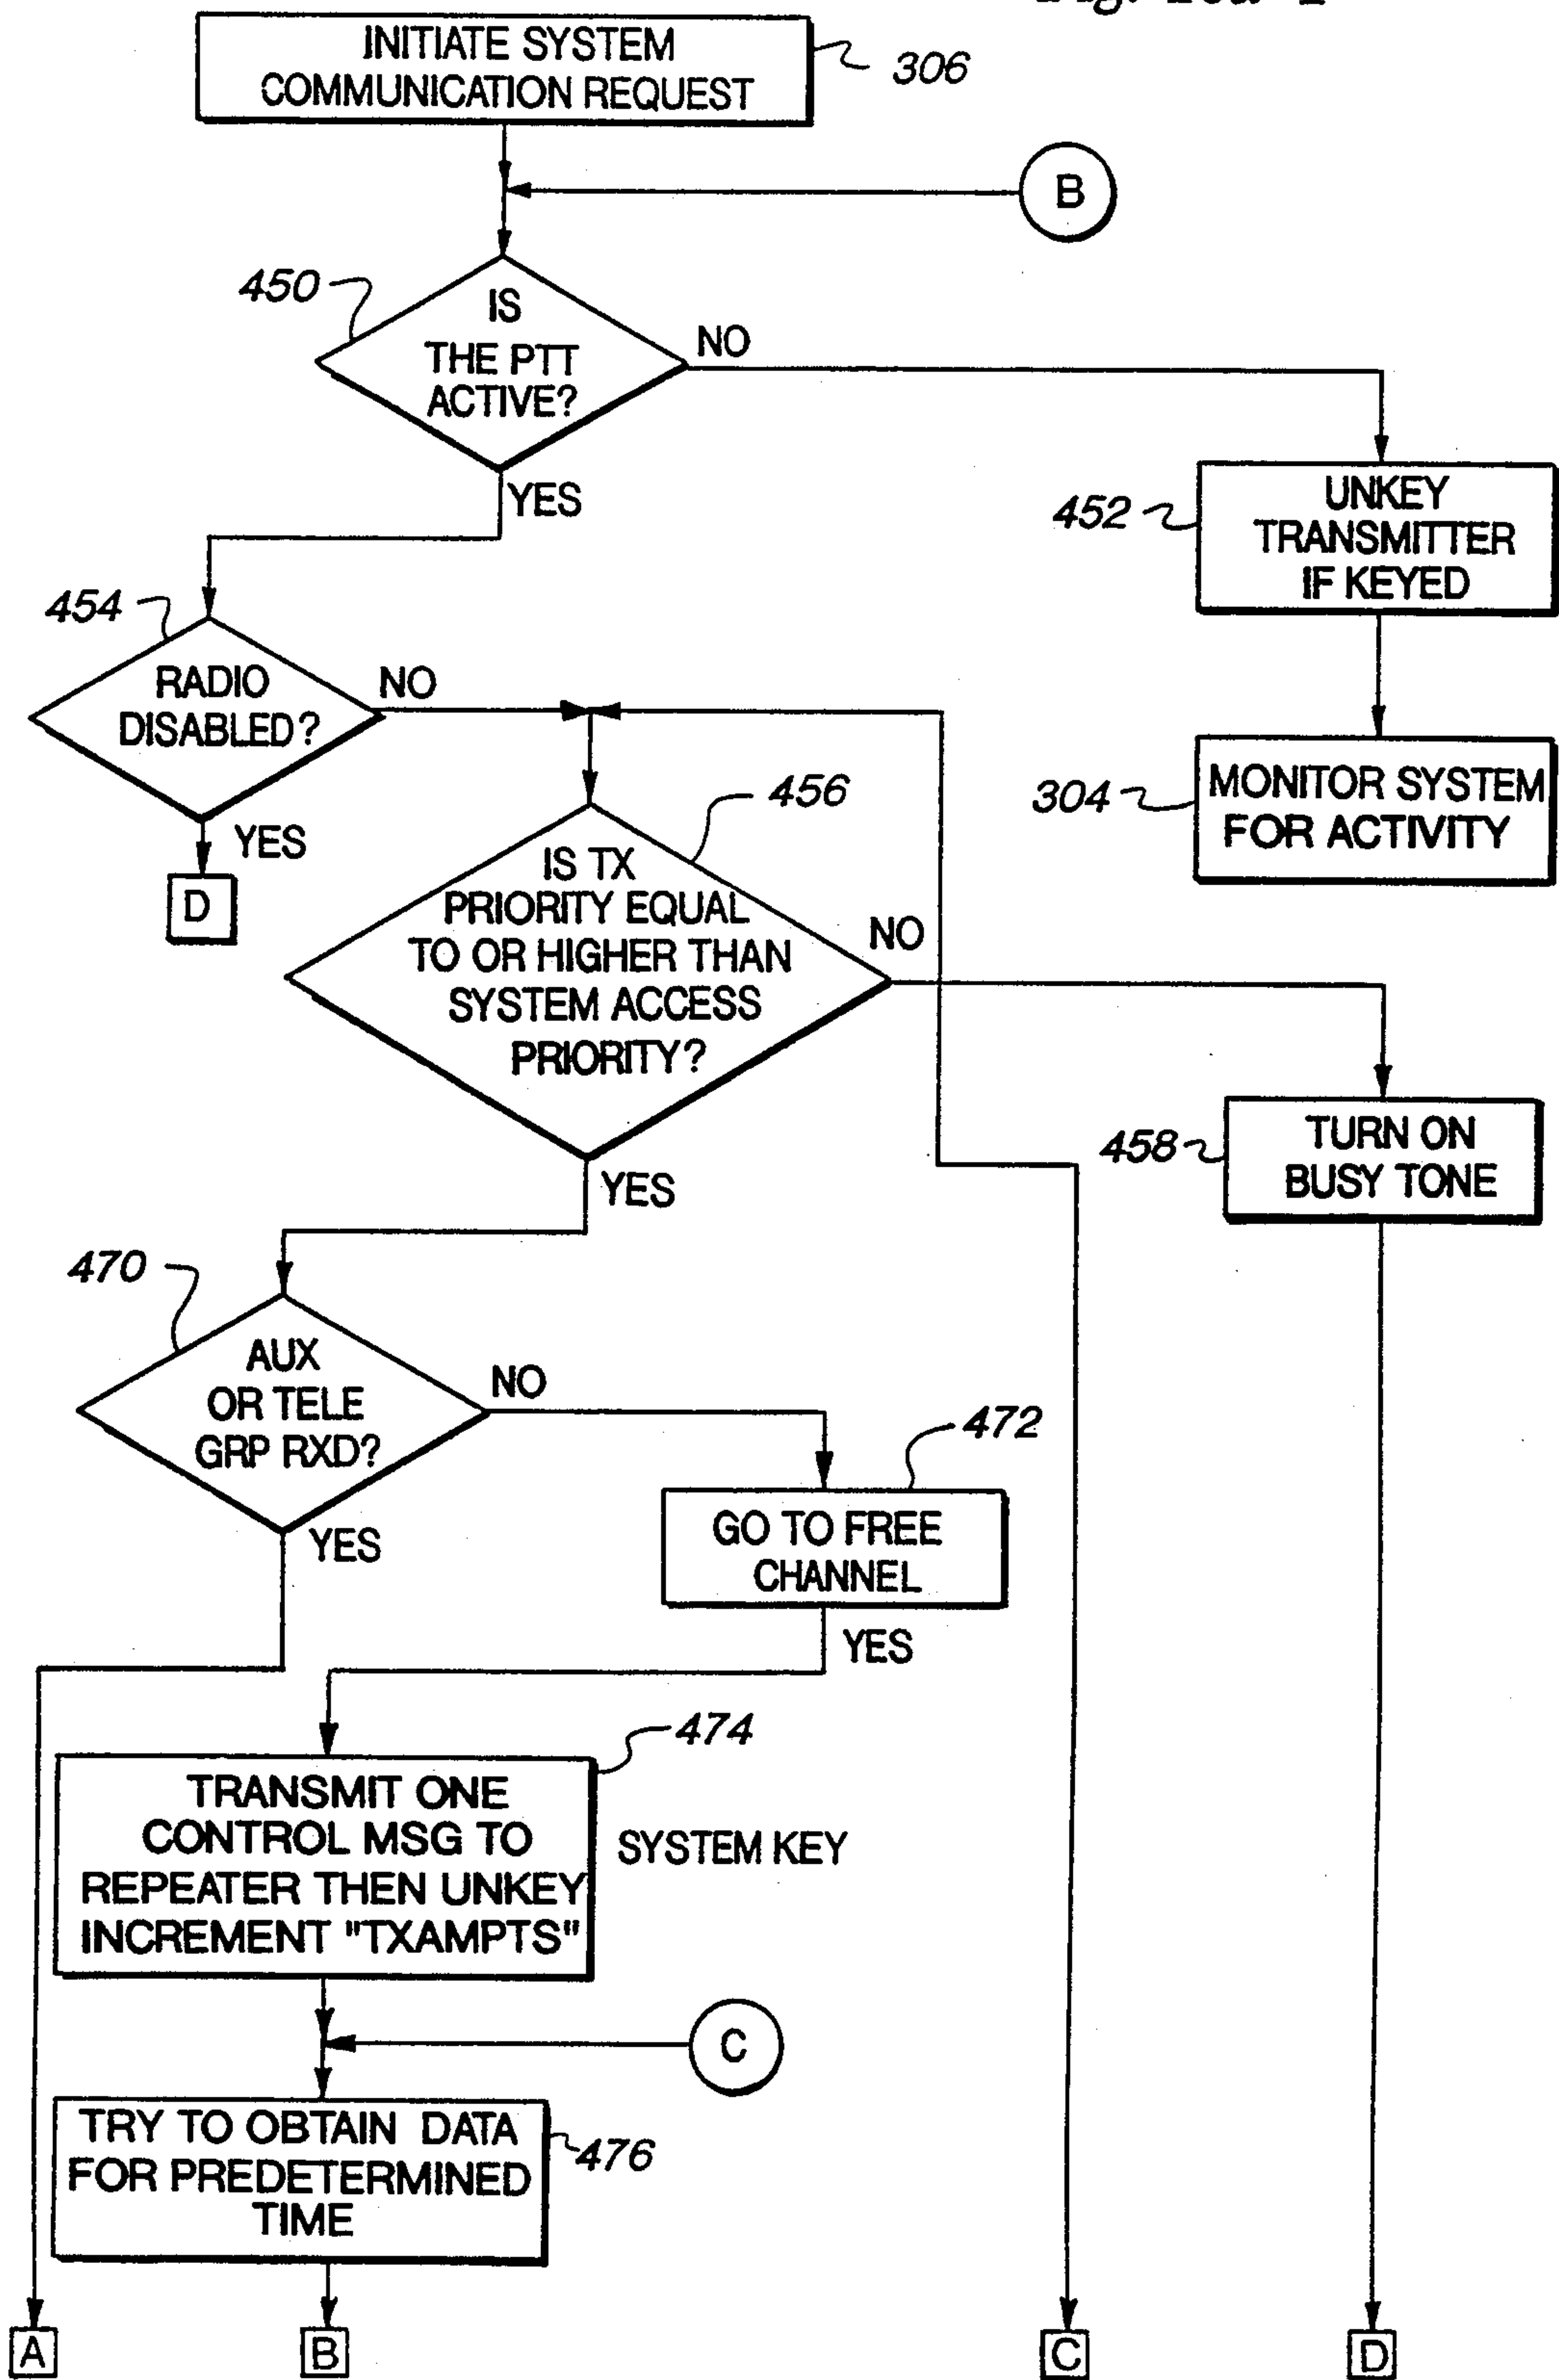 INITIATE SYSTEM
COMMUNICATION REQUEST
306
B
450
IS
THE PTT
ACTIVE?
NO
YES
452
UNKEY
TRANSMITTER
IF KEYED
454
RADIO
DISABLED?
NO
YES
D
304
MONITOR SYSTEM
FOR ACTIVITY
456
IS TX
PRIORITY EQUAL
TO OR HIGHER THAN
SYSTEM ACCESS
PRIORITY?
NO
YES
458
TURN ON
BUSY TONE
470
AUX
OR TELE
GRP RXD?
NO
YES
472
GO TO FREE
CHANNEL
YES
474
TRANSMIT ONE
CONTROL MSG TO
REPEATER THEN UNKEY
INCREMENT "TXAMPTS"
SYSTEM KEY
C
TRY TO OBTAIN DATA
FOR PREDETERMINED
TIME
476
A
B
C
D